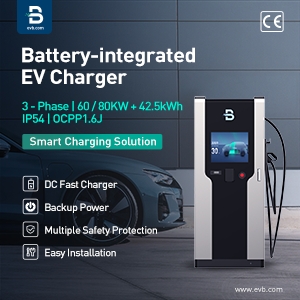 B
evb.com
CE
Battery-integrated
EV Charger
3 - Phase | 60 / 80KW + 42.5kWh
IP54 | OCPP1.6J
Smart Charging Solution
DC Fast Charger
Backup Power
Multiple Safety Protection
Easy Installation
B
www.evb.com